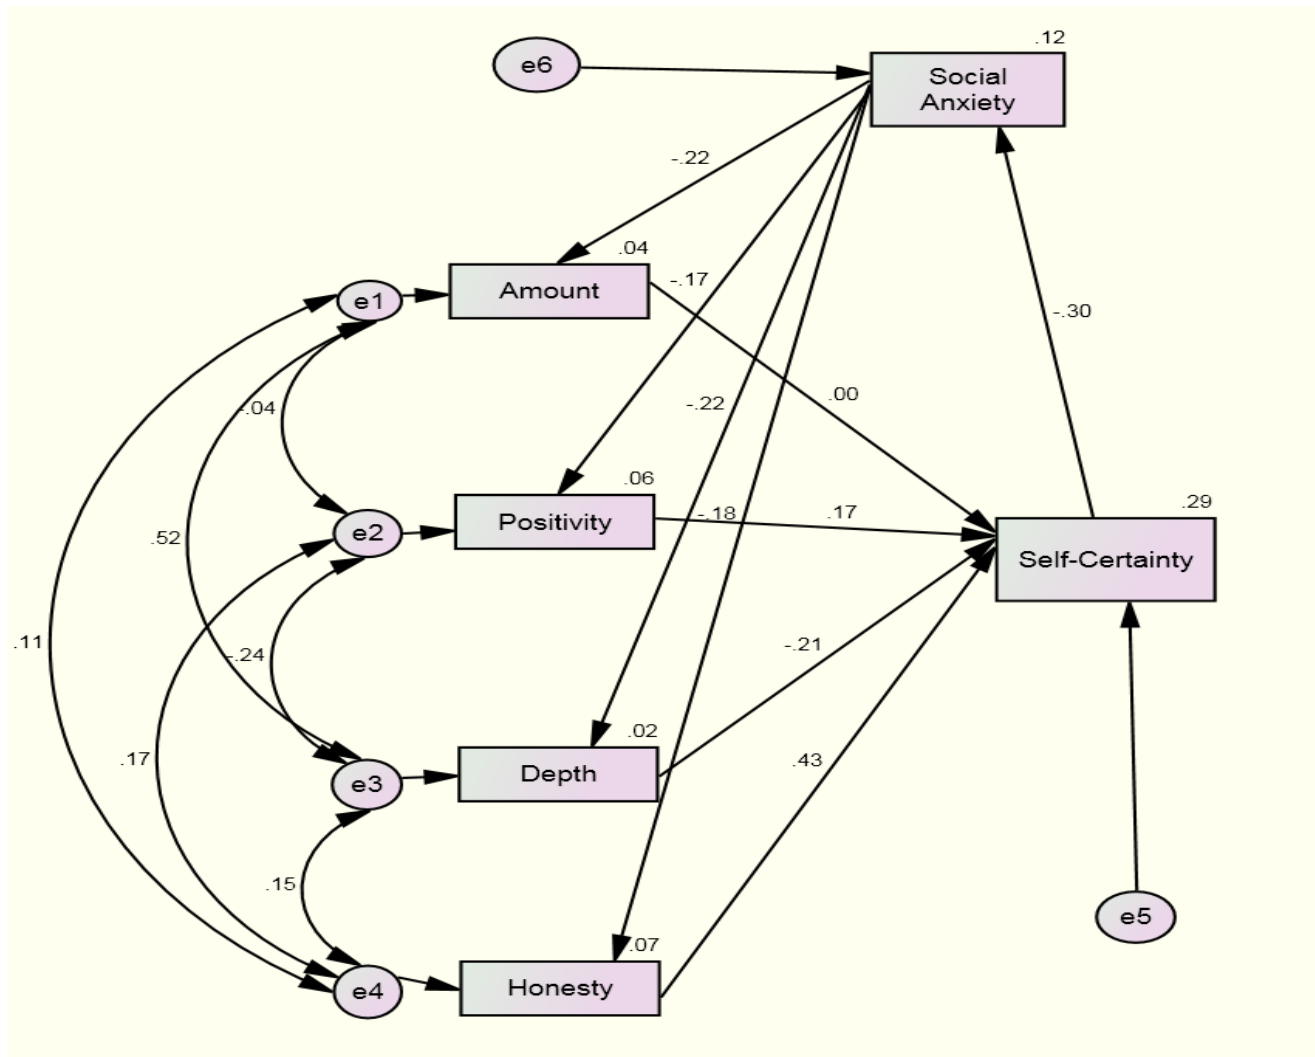 .12
e6
Social
Anxiety
-.22
.04
-.17
e1
Amount
-.30
.00
-.04
-.22
.06
.29
-.18
.17
Positivity
e2
.52
Self-Certainty
.11
-.24
-.21
.02
.17
.43
Depth
e3
.15
e5
.07
Honesty
e4